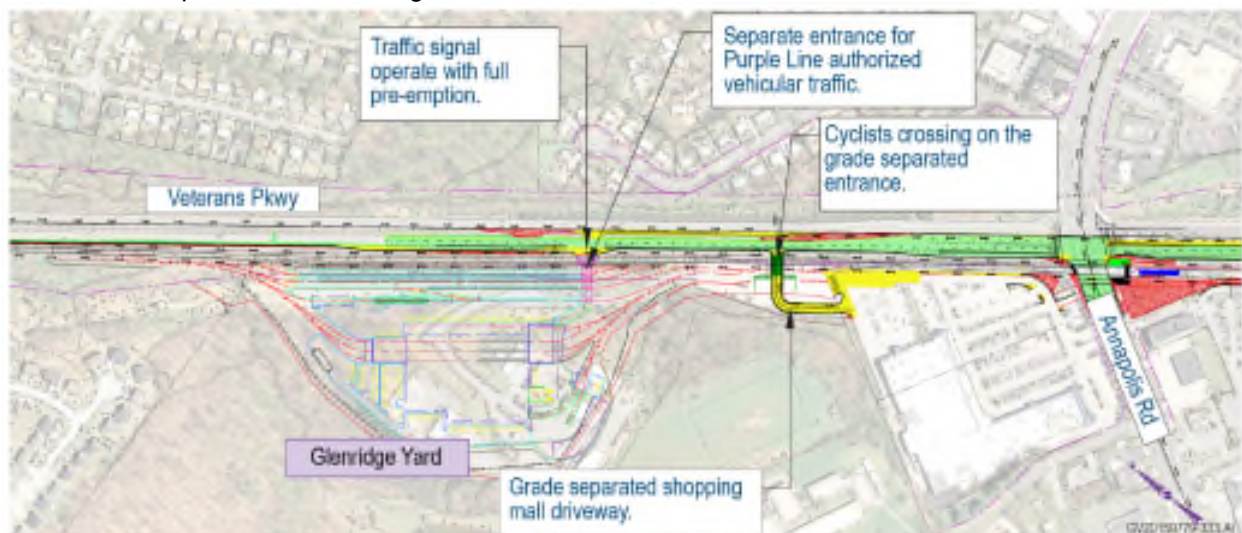 Traffic signal
operate with full
pre-emption.
Separate entrance for
Purple Line authorized
vehicular traffic.
Cyclists crossing on the
grade separated
entrance.
Veterans Pkwy
Annapolis Rd
Glenridge Yard
Grade separated shopping
mall driveway.